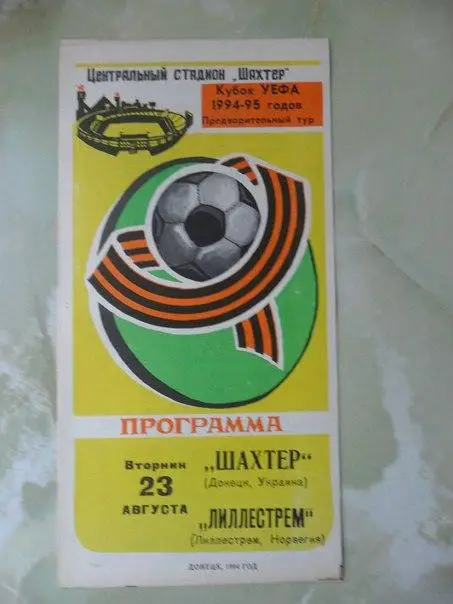 Центральный стадион „Шахтер"
Кубок УЕФА
1994-95 годов
Предворительный тур
ПРОГРАММА
Вторник
23
АВГУСТА
„ШАХТЕР"
(Донецк, Украина)
„ЛИЛЛЕСТРЕМ"
(Лиллестрем, Норвегия)
ДОНЕЦК, 1994 ГОД